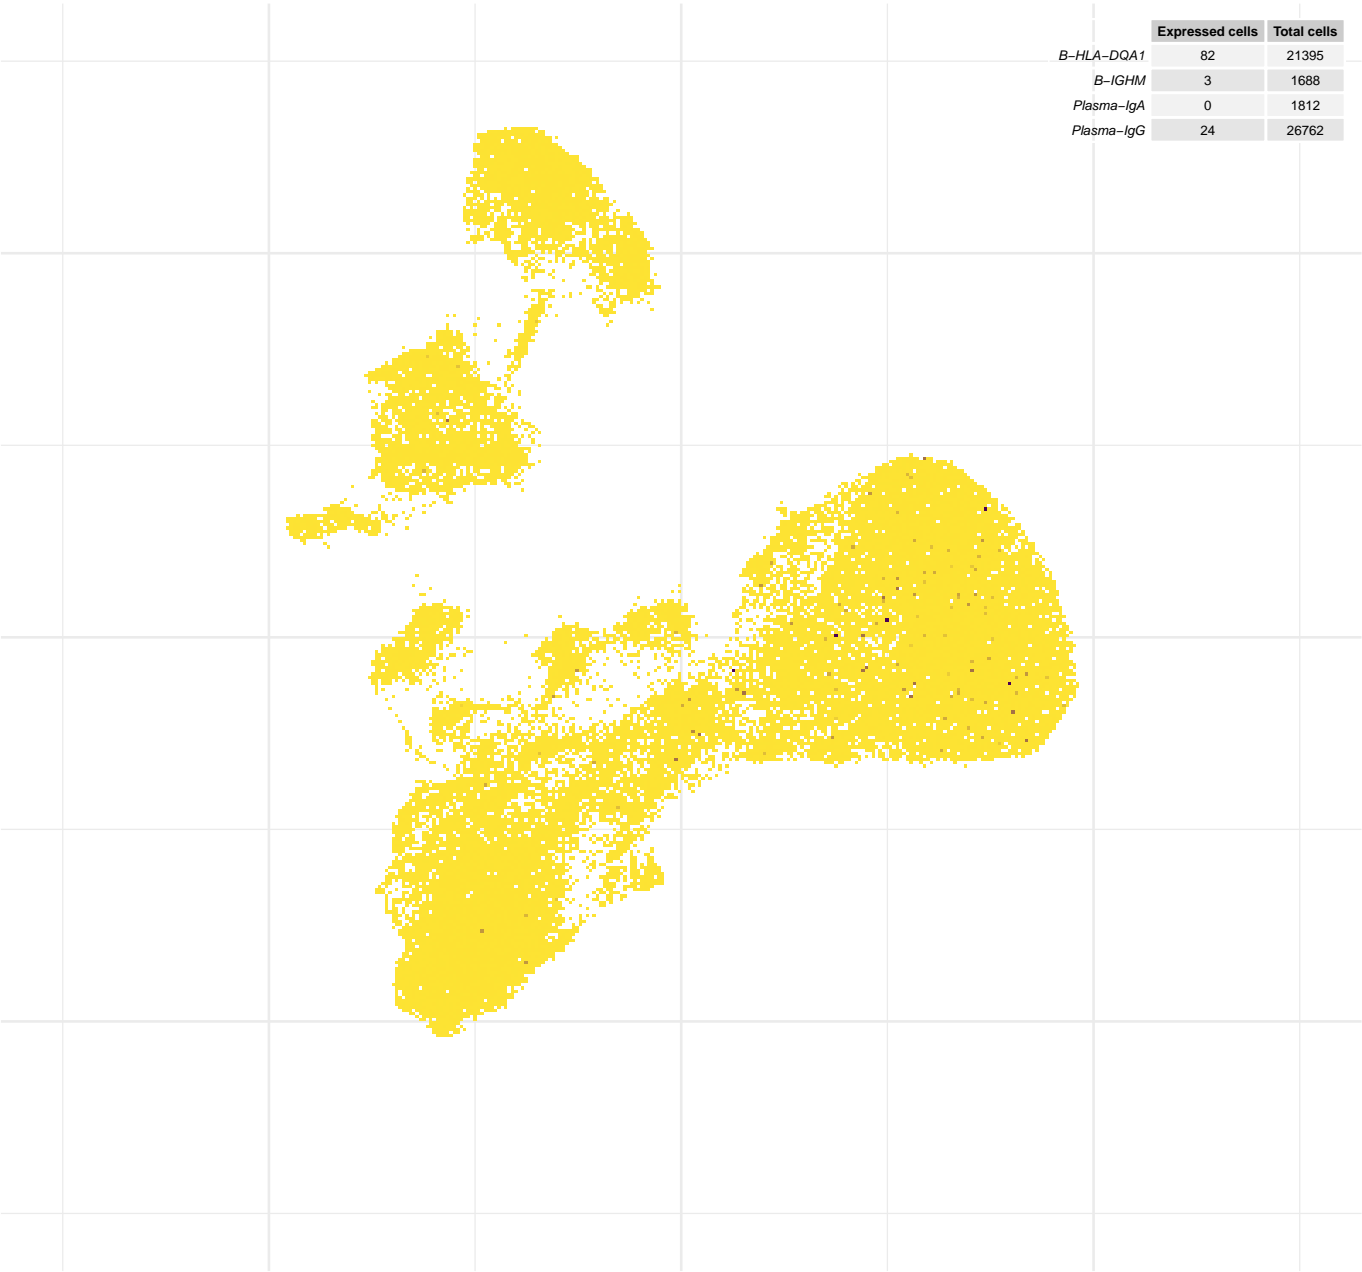 Expressed cells Total cells
B−HLA−DQA1 82 21395
B−IGHM 3 1688
Plasma−IgA 0 1812
Plasma−IgG 24 26762